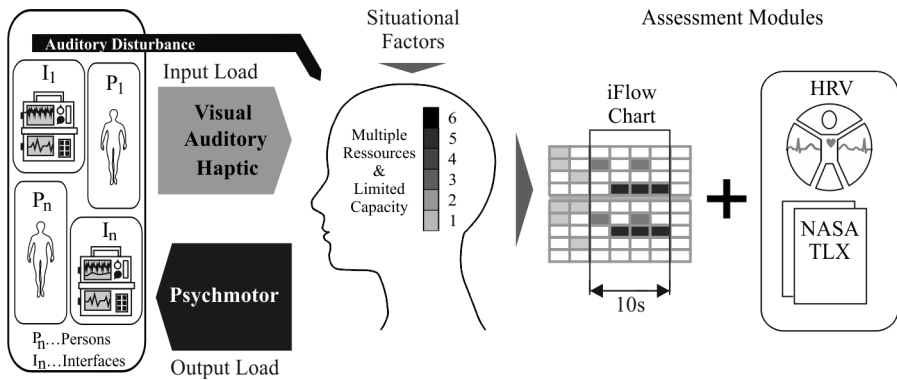 Auditory Disturbance
I1
P1
Pn
In
Pn…Persons
In…Interfaces
Input Load
Visual
Auditory
Haptic
Psychmotor
Output Load
Situational
Factors
Multiple
Ressources
&
Limited
Capacity
6
5
4
3
2
1
Assessment Modules
iFlow
Chart
10s
+
HRV
NASA
TLX